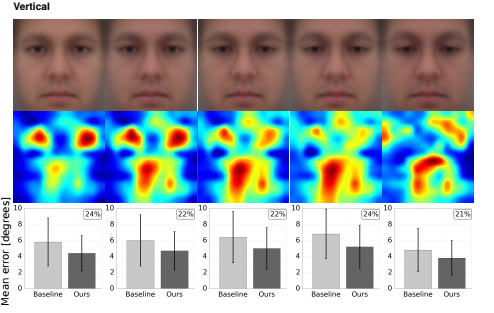 Vertical
24% 22% 22% 24% 21%
Mean error [degrees]
10 10 10 10 10
8 8 8 8 8
6 6 6 6 6
4 4 4 4 4
2 2 2 2 2
0 0 0 0 0
Baseline Ours Baseline Ours Baseline Ours Baseline Ours Baseline Ours